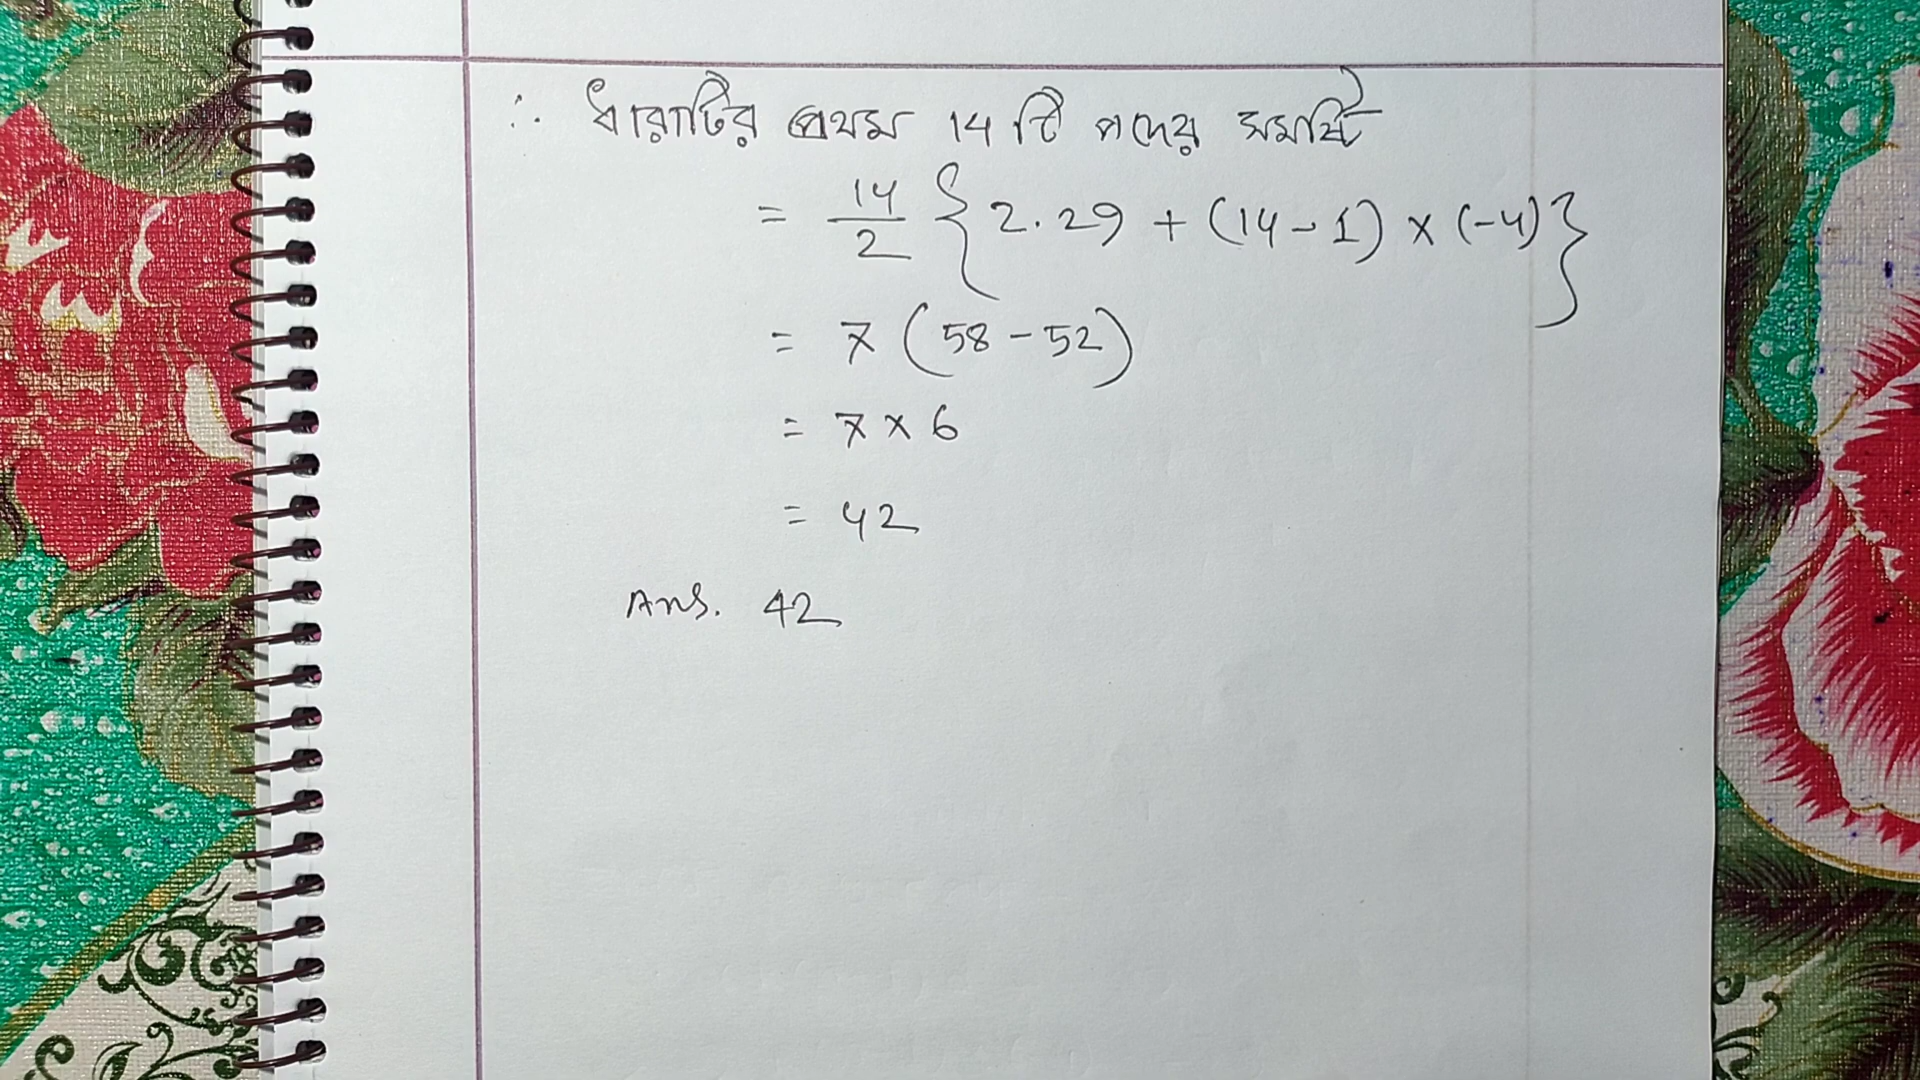 ∴ ধারাটির প্রথম 14 টি পদের সমষ্টি
= 14/2 {2.29 + (14-1) × (-4)}
= 7 (58-52)
= 7 × 6
= 42
Ans. 42